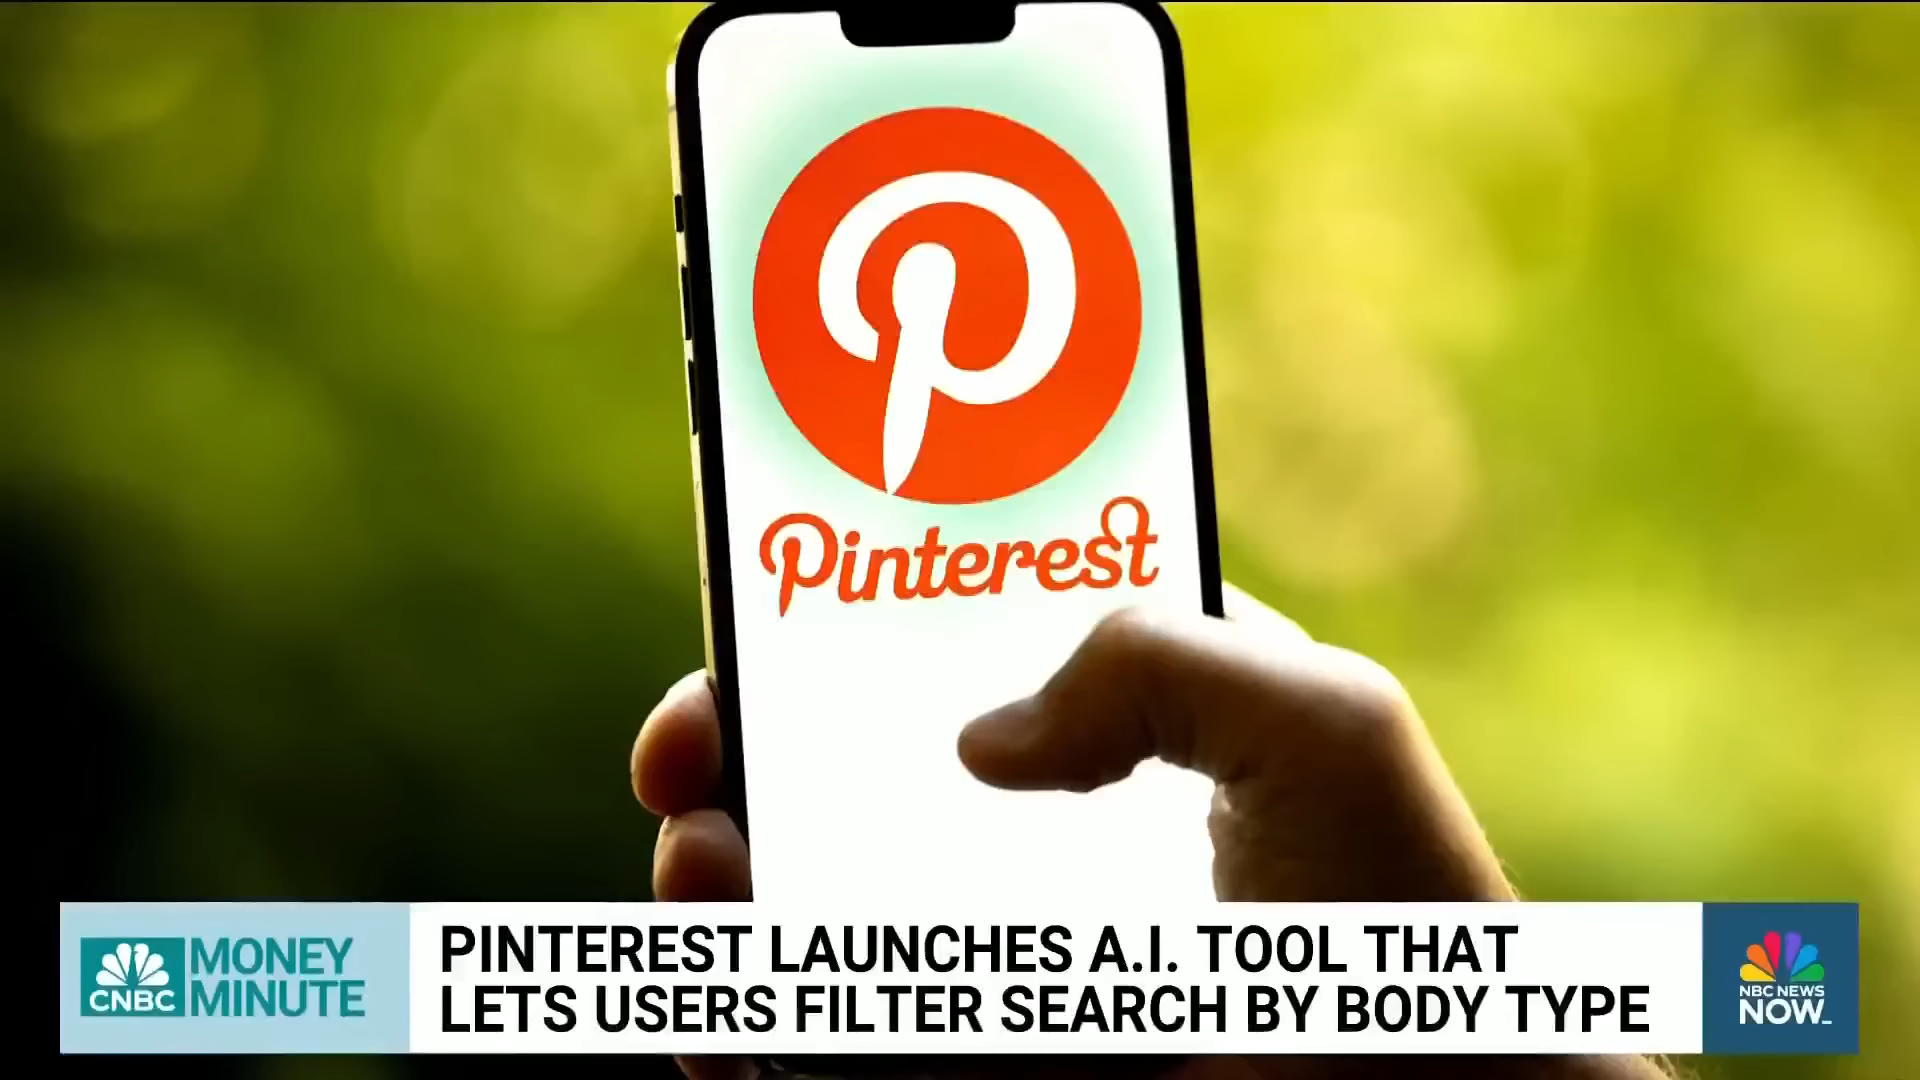 Pinterest
CNBC
MONEY
MINUTE
PINTEREST LAUNCHES A.I. TOOL THAT
LETS USERS FILTER SEARCH BY BODY TYPE
NBC NEWS
NOW